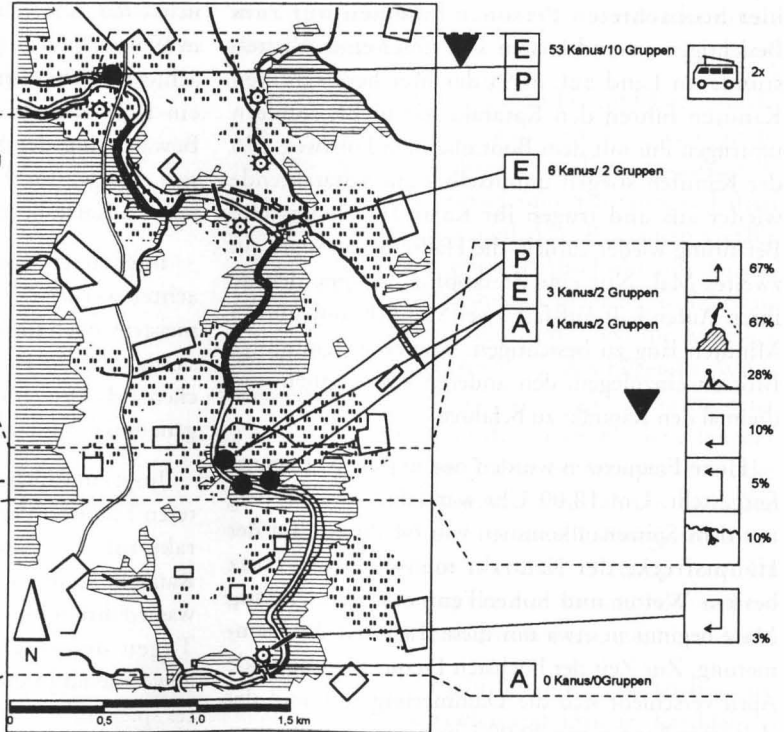 E
53 Kanus/10 Gruppen
2x
P
E
6 Kanus/ 2 Gruppen
P
67%
E
4 Kanus/2 Gruppen
A
4 Kanus/2 Gruppen
67%
28%
10%
5%
10%
3%
N
A
0 Kanus/0Gruppen
0
0,5
1,0
1,5 km